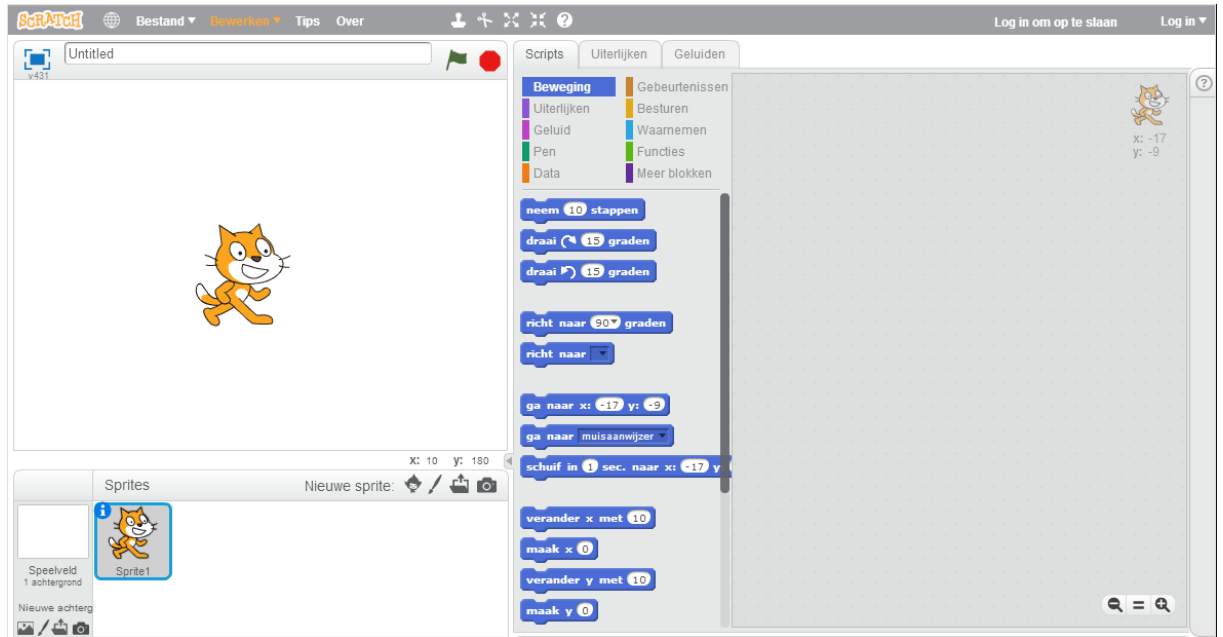 SCRATCH Bestand Bewerken Tips Over Log in om op te slaan Log in
v431
Untitled
X: 10 y: 180
Sprites Nieuwe sprite:
Speelveld
1 achtergrond
Sprite1
Nieuwe achterg
Scripts Uiterlijken Geluiden
Beweging Gebeurtenissen
Uiterlijken Besturen
Geluid Waarnemen
Pen Functies
Data Meer blokken
neem 10 stappen
draai 15 graden
draai 15 graden
richt naar 90 graden
richt naar
ga naar x: -17 y: -9
ga naar muisaanwijzer
schuif in 1 sec. naar x: -17 y
verander x met 10
maak x 0
verander y met 10
maak y 0
x: -17
y: -9